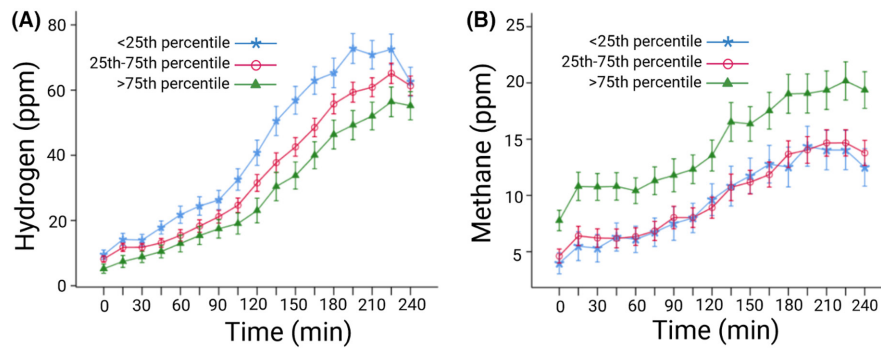 (A)
80
60
40
20
0
Hydrogen (ppm)
<25th percentile
25th-75th percentile
>75th percentile
0 30 60 90 120 150 180 210 240
Time (min)
(B)
25
20
15
10
5
Methane (ppm)
<25th percentile
25th-75th percentile
>75th percentile
0 30 60 90 120 150 180 210 240
Time (min)